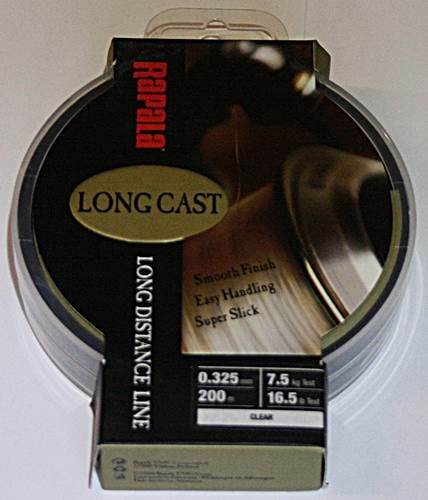 RAPALA
LONG CAST
LONG DISTANCE LINE
Smooth Finish
Easy Handling
Super Slick
0.325 mm
7.5 kg Test
200 m
16.5 lb Test
CLEAR